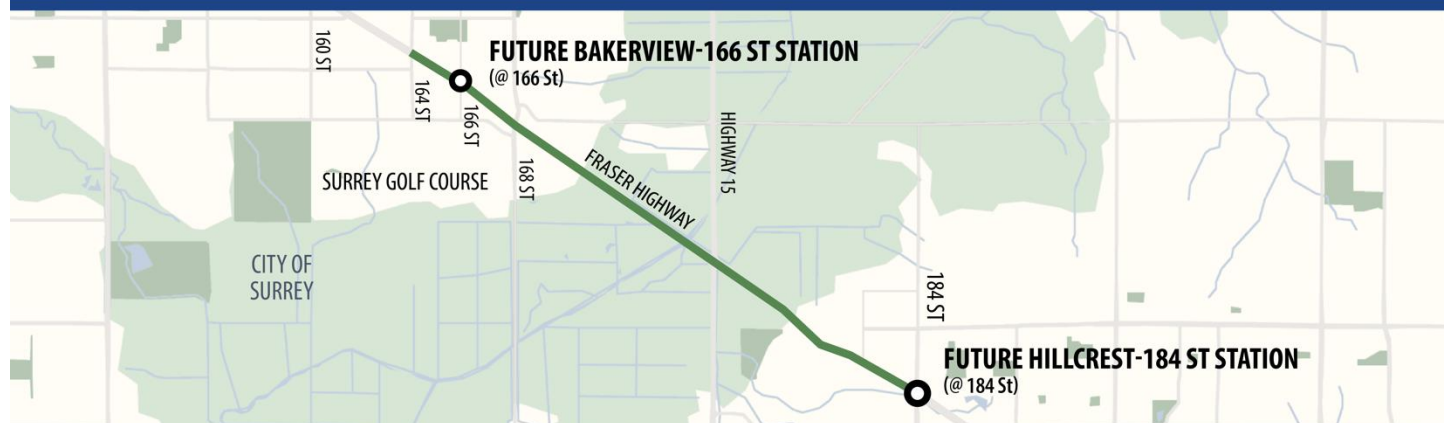 160 ST
FUTURE BAKERVIEW-166 ST STATION
(@ 166 St)
164 ST
166 ST
HIGHWAY 15
SURREY GOLF COURSE
168 ST
FRASER HIGHWAY
CITY OF
SURREY
184 ST
FUTURE HILLCREST-184 ST STATION
(@ 184 St)